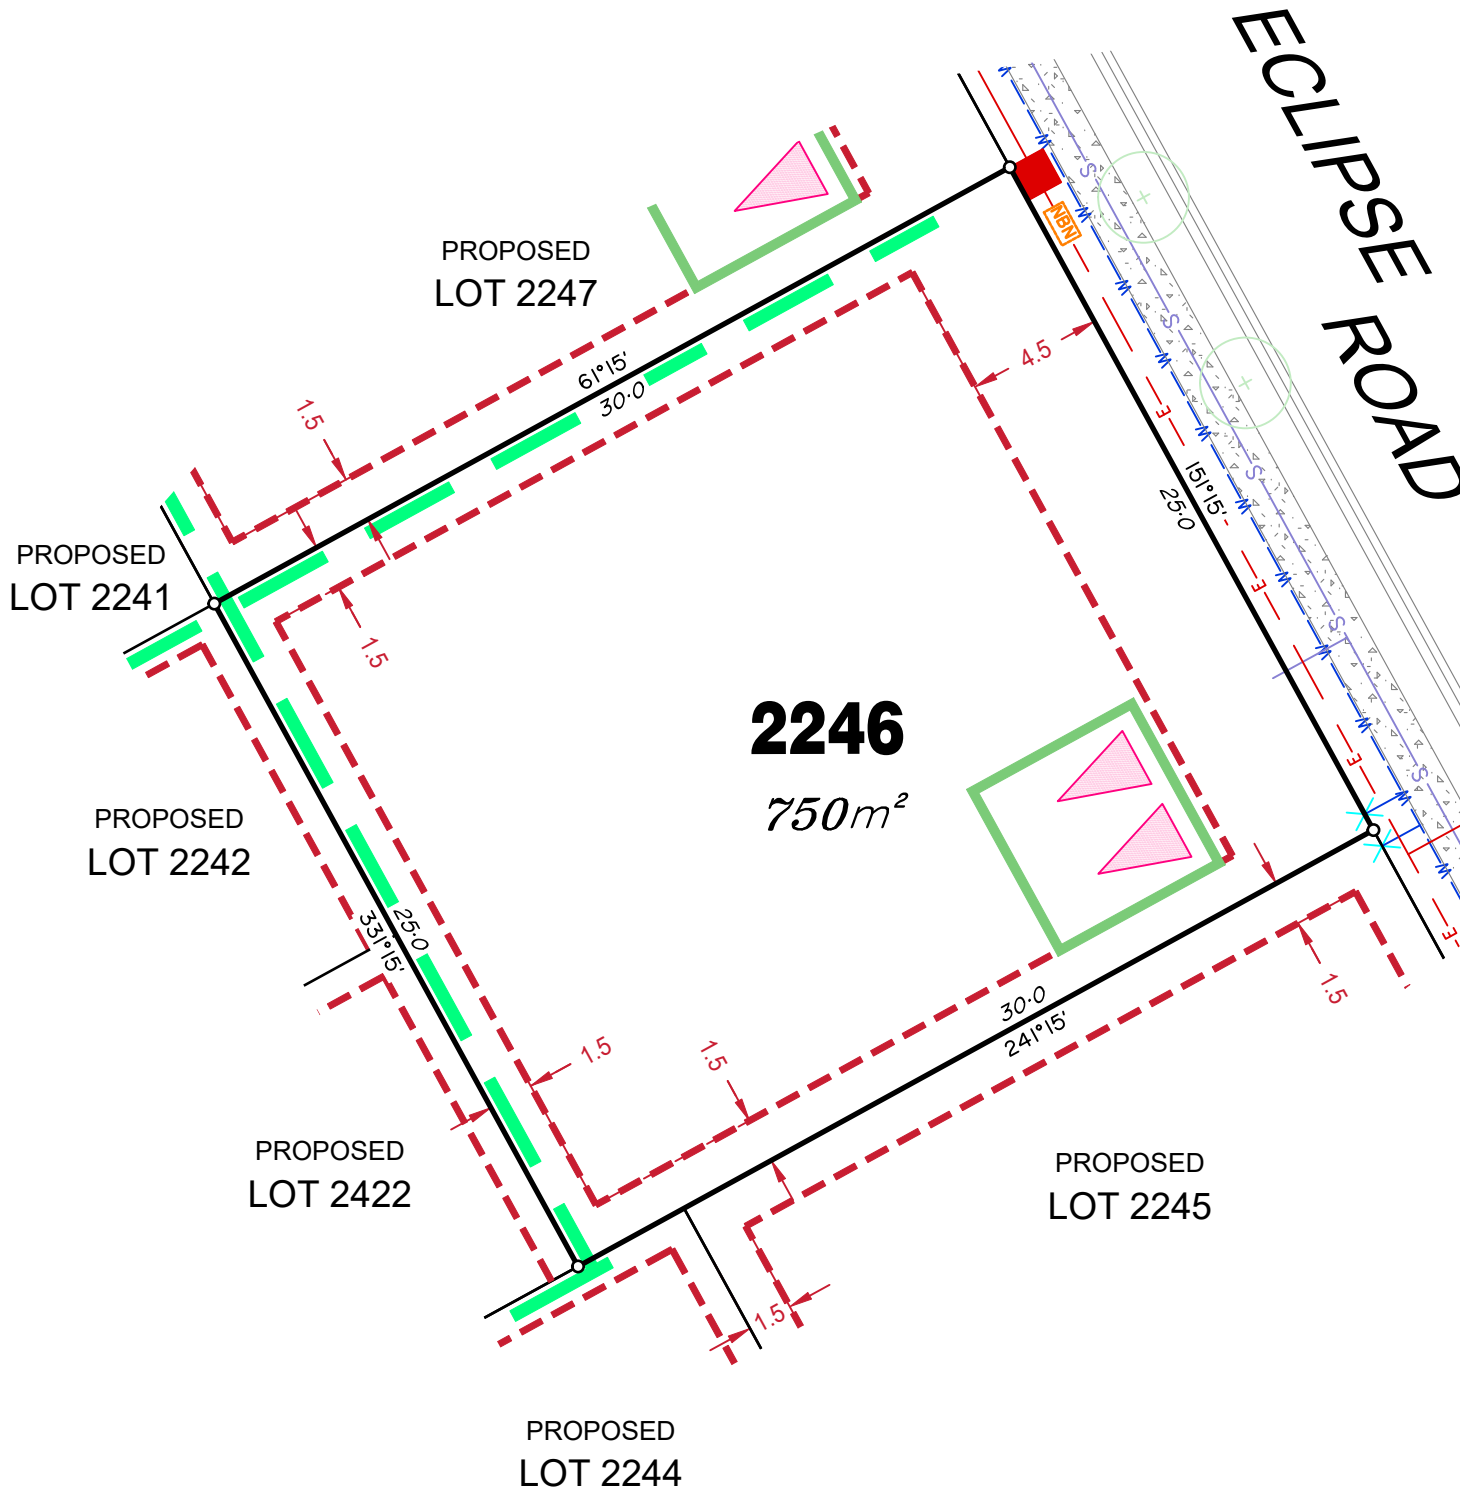 ECLIPSE ROAD
W
W
S
NBN
W
PROPOSED
LOT 2247
W
S
4.5
W
61°15'
30·0
E
1.5
W
S
151°15'
25·0
W
PROPOSED
LOT 2241
E
W
1.5
S
W
2246
750m²
W
E
S
W
PROPOSED
LOT 2242
W
25·0
331°15'
E
30·0
241°15'
1.5
1.5
1.5
PROPOSED
LOT 2422
PROPOSED
LOT 2245
1.5
PROPOSED
LOT 2244